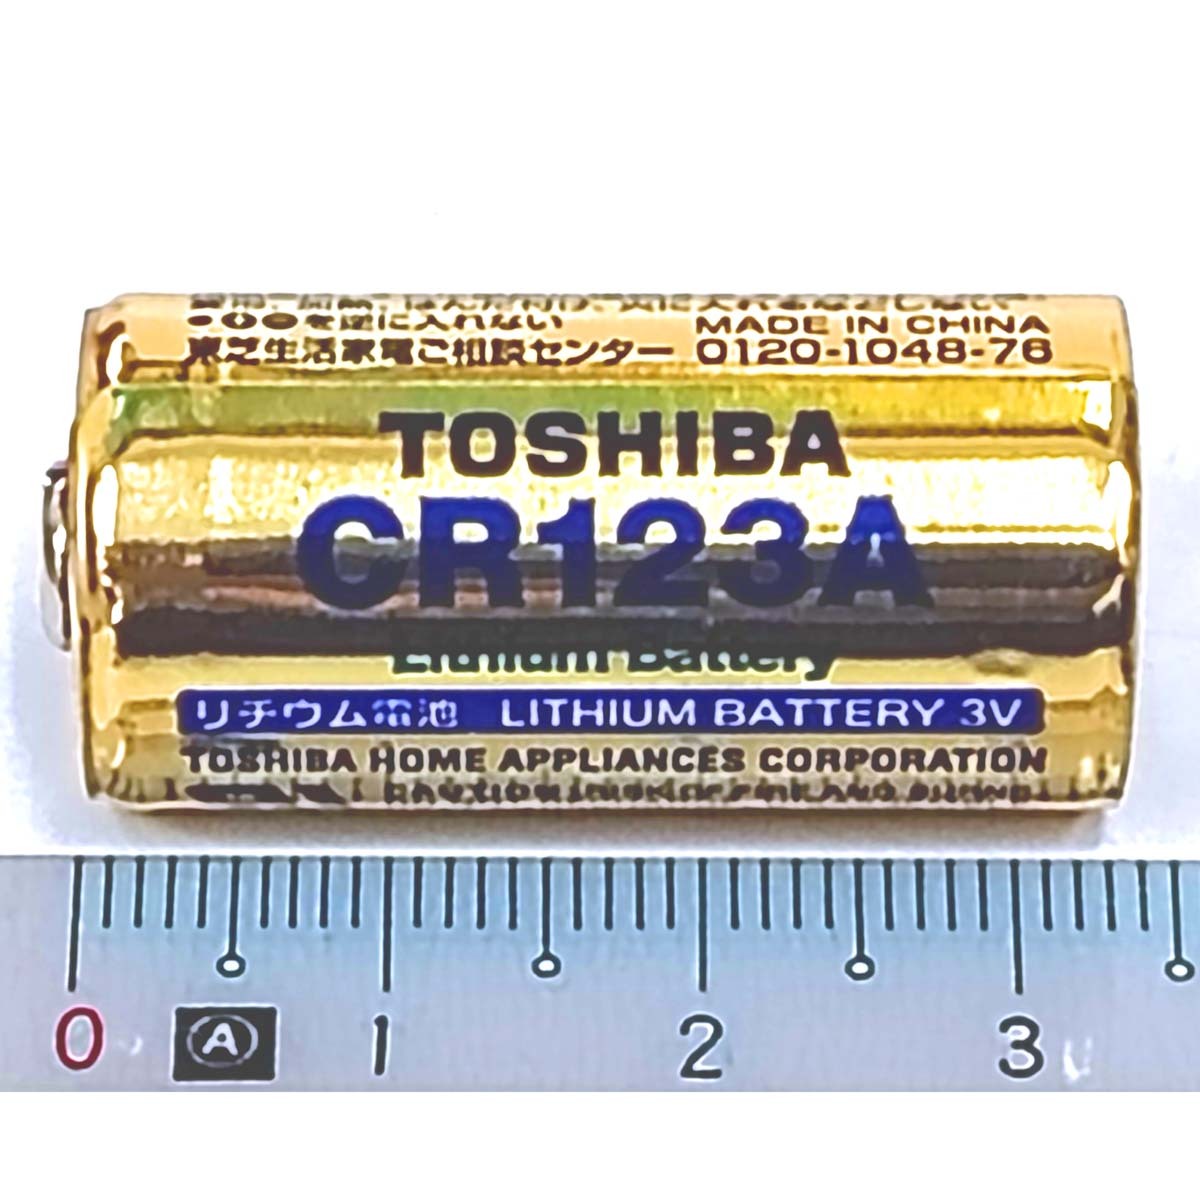 を逆に入れない MADE IN CHINA
東芝生活家電ご相談センター 0120-1048-76
TOSHIBA
CR123A
Lithium Battery
リチウム電池 LITHIUM BATTERY 3V
TOSHIBA HOME APPLIANCES CORPORATION
0 A 1 2 3